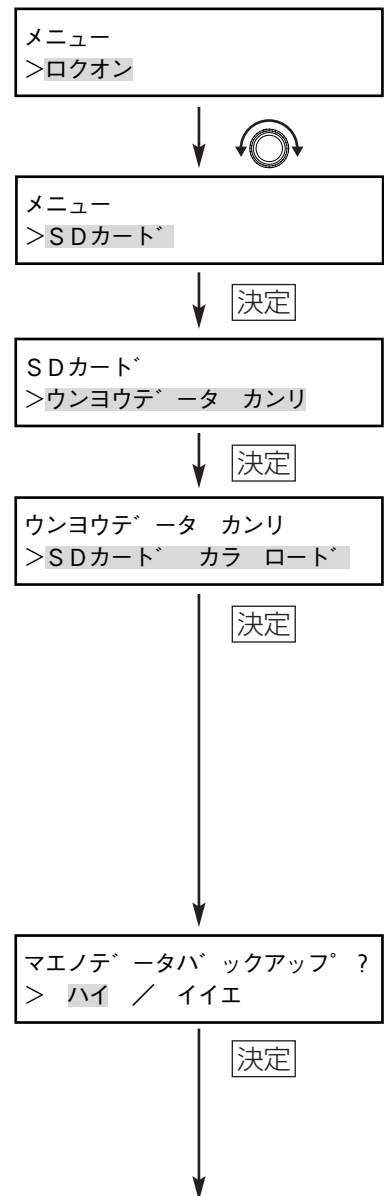 メニュー
>ロクオン
メニュー
>SDカード
決定
SDカード
>ウンヨウデータ カンリ
決定
ウンヨウデータ カンリ
>SDカード カラ ロード
決定
マエノデータバックアップ ?
> ハイ / イイエ
決定